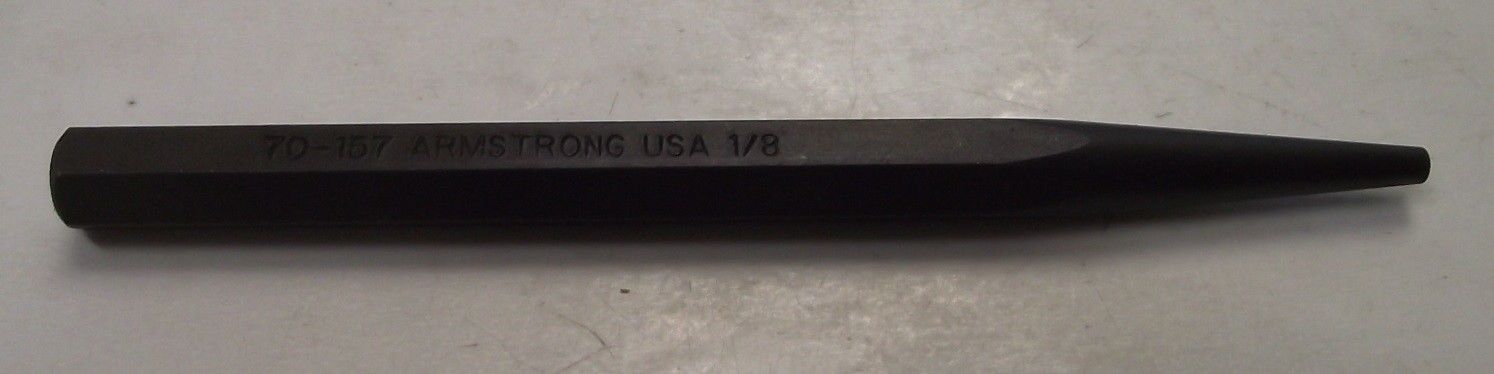 70-157 ARMSTRONG USA 1/8